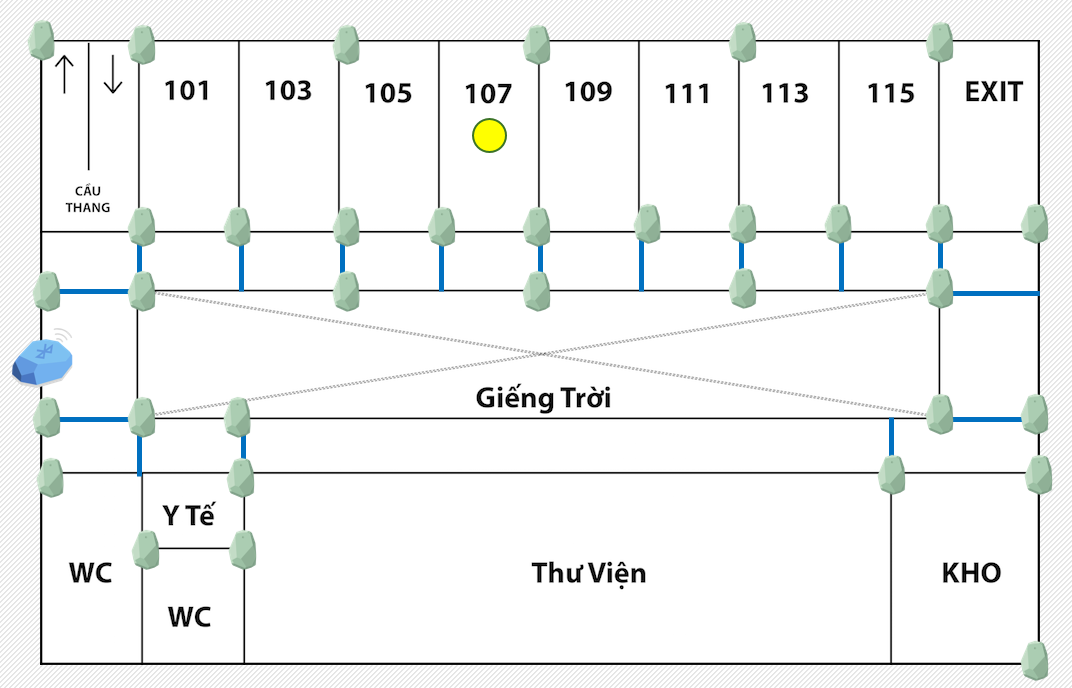 101
103
105
107
109
111
113
115
EXIT
CẦU
THANG
Giếng Trời
Y Tế
WC
WC
Thư Viện
KHO